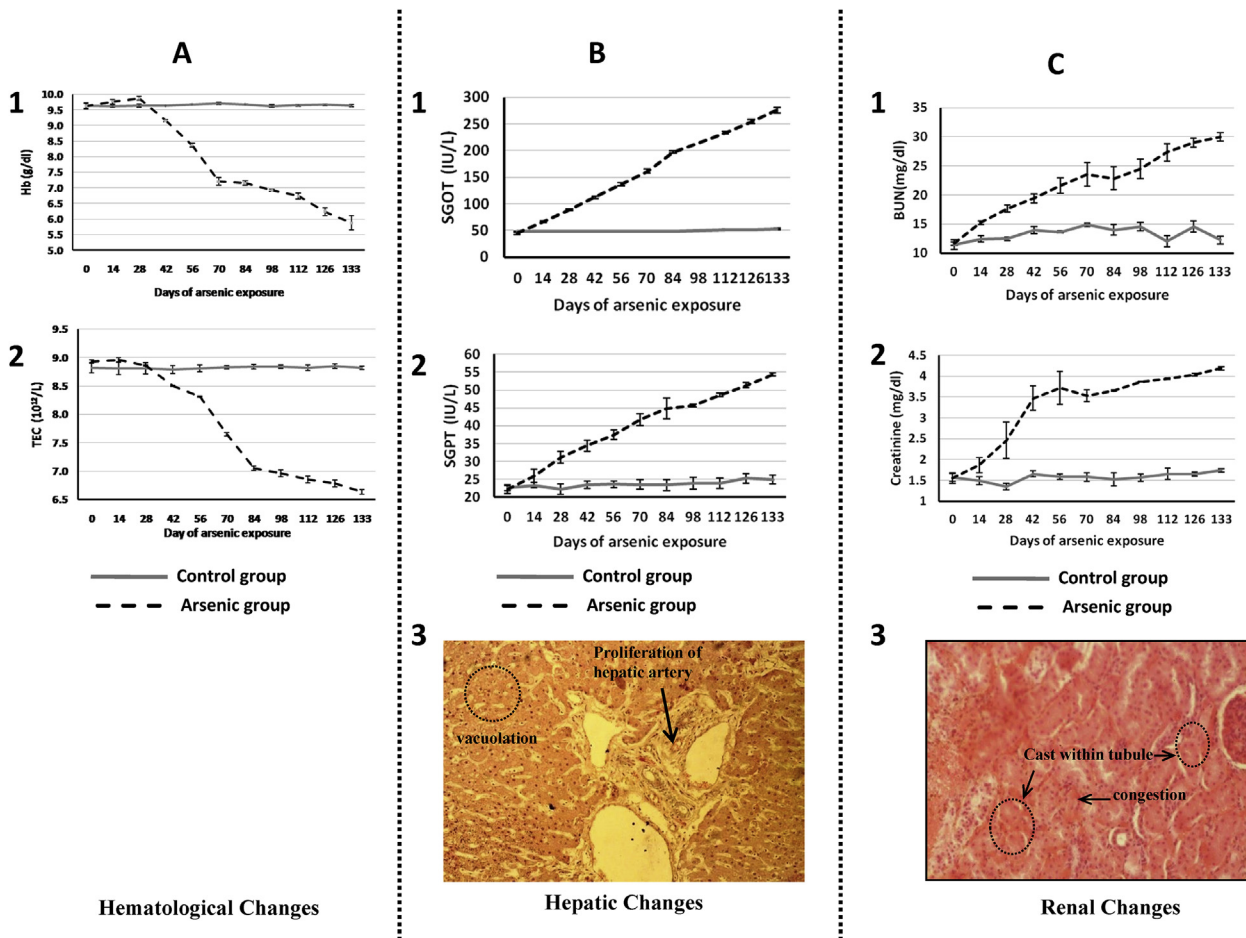 A
1
Hb (g/dl)
10.0
9.5
9.0
8.5
8.0
7.5
7.0
6.5
6.0
5.5
5.0
0 14 28 42 56 70 84 98 112 126 133
Days of arsenic exposure
2
TEC (10¹²/L)
9.5
9.0
8.5
8.0
7.5
7.0
6.5
0 14 28 42 56 70 84 98 112 126 133
Day of arsenic exposure
Control group
Arsenic group
Hematological Changes
B
1
SGOT (IU/L)
300
250
200
150
100
50
0
0 14 28 42 56 70 84 98 112 126 133
Days of arsenic exposure
2
SGPT (IU/L)
60
55
50
45
40
35
30
25
20
0 14 28 42 56 70 84 98 112 126 133
Days of arsenic exposure
Control group
Arsenic group
3
Proliferation of
hepatic artery
vacuolation
Hepatic Changes
C
1
BUN(mg/dl)
35
30
25
20
15
10
0 14 28 42 56 70 84 98 112 126 133
Days of arsenic exposure
2
Creatinine (mg/dl)
4.5
4
3.5
3
2.5
2
1.5
1
0 14 28 42 56 70 84 98 112 126 133
Days of arsenic exposure
Control group
Arsenic group
3
Cast within tubule
congestion
Renal Changes